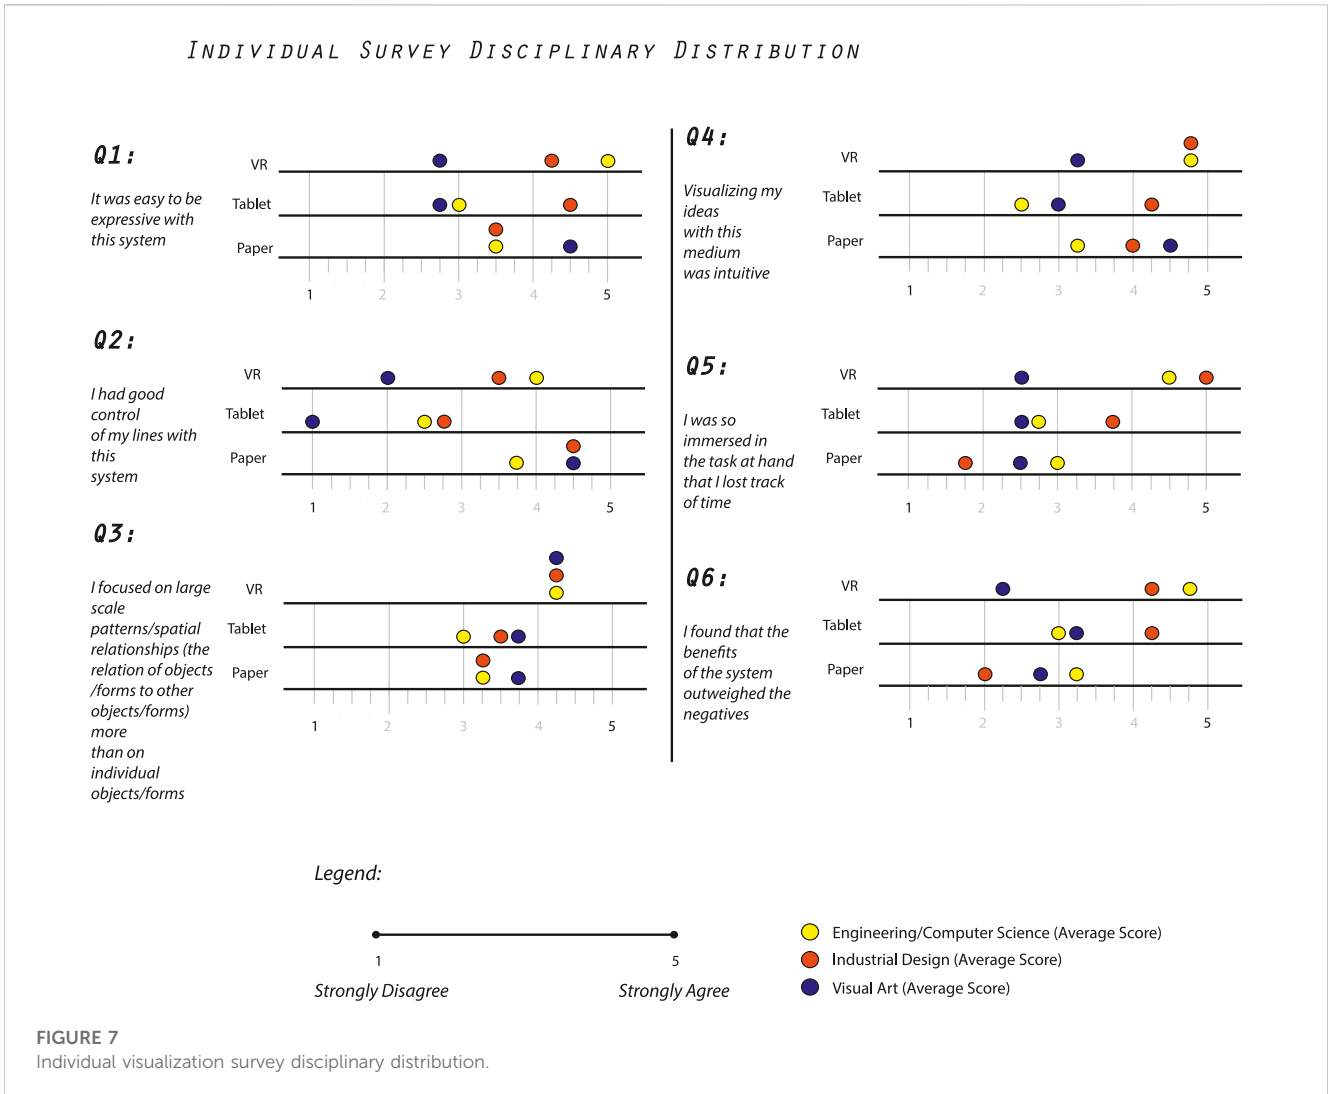 INDIVIDUAL SURVEY DISCIPLINARY DISTRIBUTION
Q1:
It was easy to be
expressive with
this system
VR
Tablet
Paper
1 2 3 4 5
Q2:
I had good
control
of my lines with
this
system
VR
Tablet
Paper
1 2 3 4 5
Q3:
I focused on large
scale
patterns/spatial
relationships (the
relation of objects
/forms to other
objects/forms)
more
than on
individual
objects/forms
VR
Tablet
Paper
1 2 3 4 5
Q4:
Visualizing my
ideas
with this
medium
was intuitive
VR
Tablet
Paper
1 2 3 4 5
Q5:
I was so
immersed in
the task at hand
that I lost track
of time
VR
Tablet
Paper
1 2 3 4 5
Q6:
I found that the
benefits
of the system
outweighed the
negatives
VR
Tablet
Paper
1 2 3 4 5
Legend:
1 5
Strongly Disagree Strongly Agree
Engineering/Computer Science (Average Score)
Industrial Design (Average Score)
Visual Art (Average Score)
FIGURE 7
Individual visualization survey disciplinary distribution.